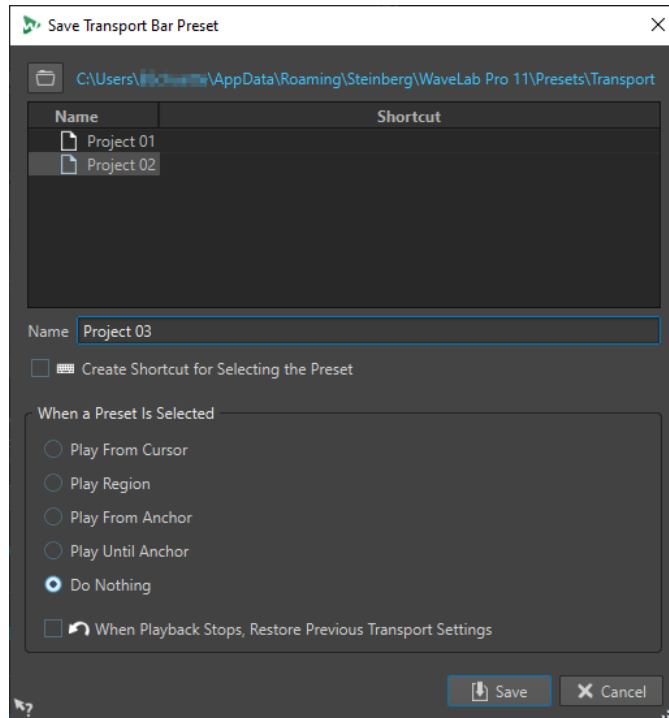 Save Transport Bar Preset
C:\Users\ \AppData\Roaming\Steinberg\WaveLab Pro 11\Presets\Transport
Name Shortcut
Project 01
Project 02
Name Project 03
Create Shortcut for Selecting the Preset
When a Preset Is Selected
Play From Cursor
Play Region
Play From Anchor
Play Until Anchor
Do Nothing
When Playback Stops, Restore Previous Transport Settings
Save Cancel
?